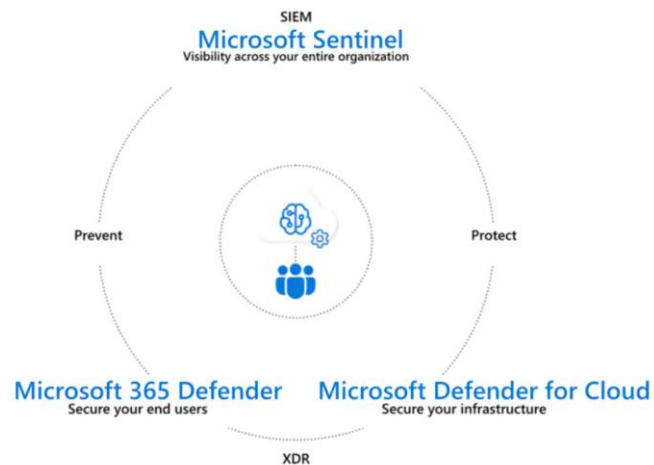 SIEM
Microsoft Sentinel
Visibility across your entire organization
Prevent
Protect
Microsoft 365 Defender
Secure your end users
Microsoft Defender for Cloud
Secure your infrastructure
XDR